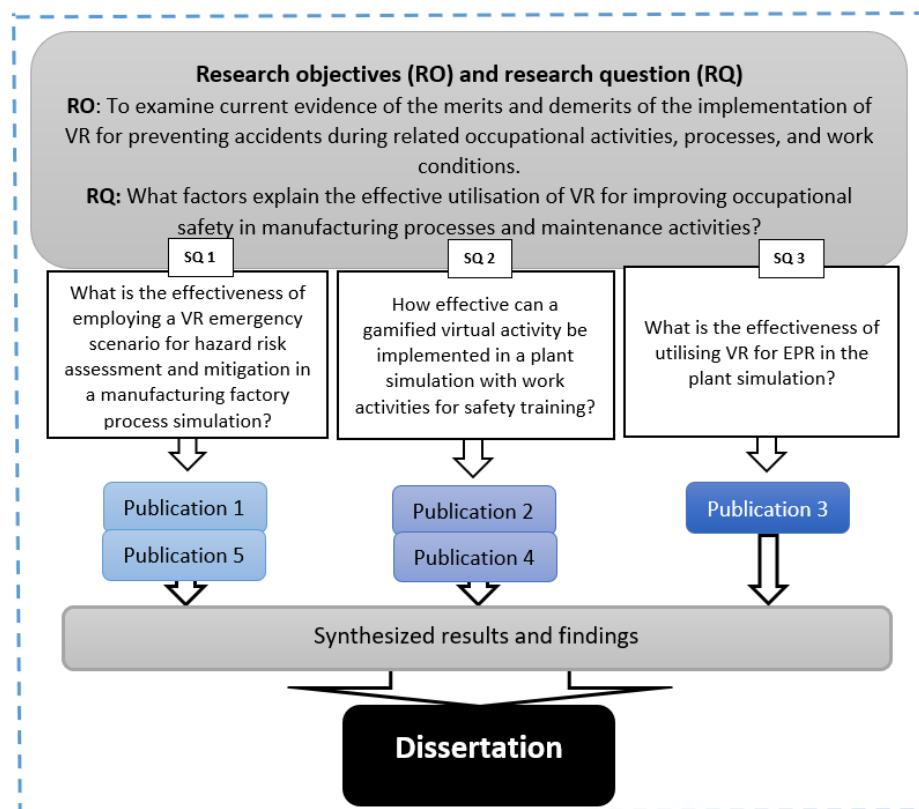 Research objectives (RO) and research question (RQ)
RO: To examine current evidence of the merits and demerits of the implementation of
VR for preventing accidents during related occupational activities, processes, and work
conditions.
RQ: What factors explain the effective utilisation of VR for improving occupational
safety in manufacturing processes and maintenance activities?
SQ 1
What is the effectiveness of
employing a VR emergency
scenario for hazard risk
assessment and mitigation in
a manufacturing factory
process simulation?
SQ 2
How effective can a
gamified virtual activity be
implemented in a plant
simulation with work
activities for safety training?
SQ 3
What is the effectiveness of
utilising VR for EPR in the
plant simulation?
Publication 1
Publication 5
Publication 2
Publication 4
Publication 3
Synthesized results and findings
Dissertation